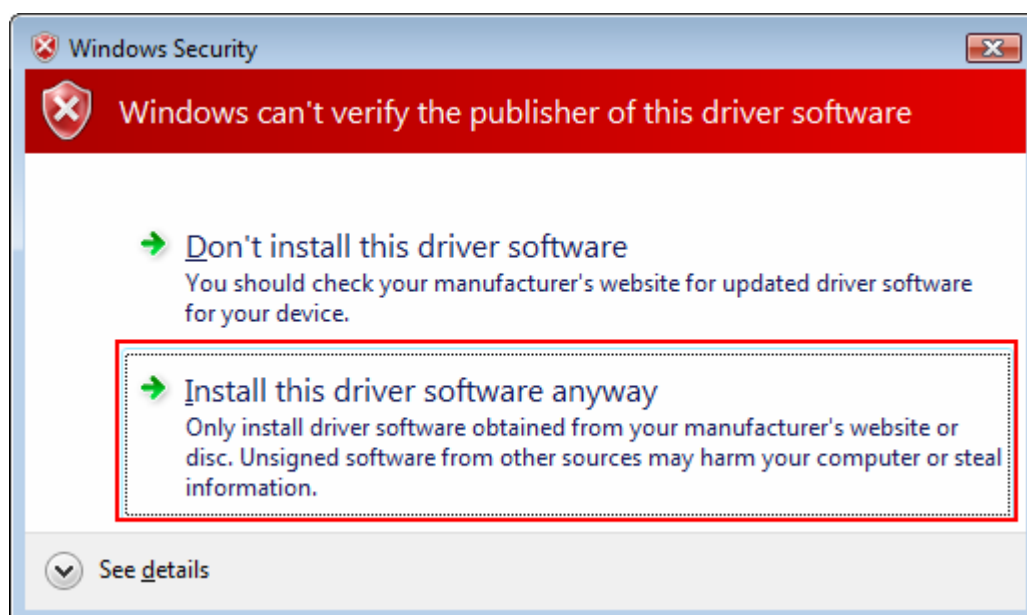 Windows Security
Windows can't verify the publisher of this driver software
Don't install this driver software
You should check your manufacturer's website for updated driver software
for your device.
Install this driver software anyway
Only install driver software obtained from your manufacturer's website or
disc. Unsigned software from other sources may harm your computer or steal
information.
See details